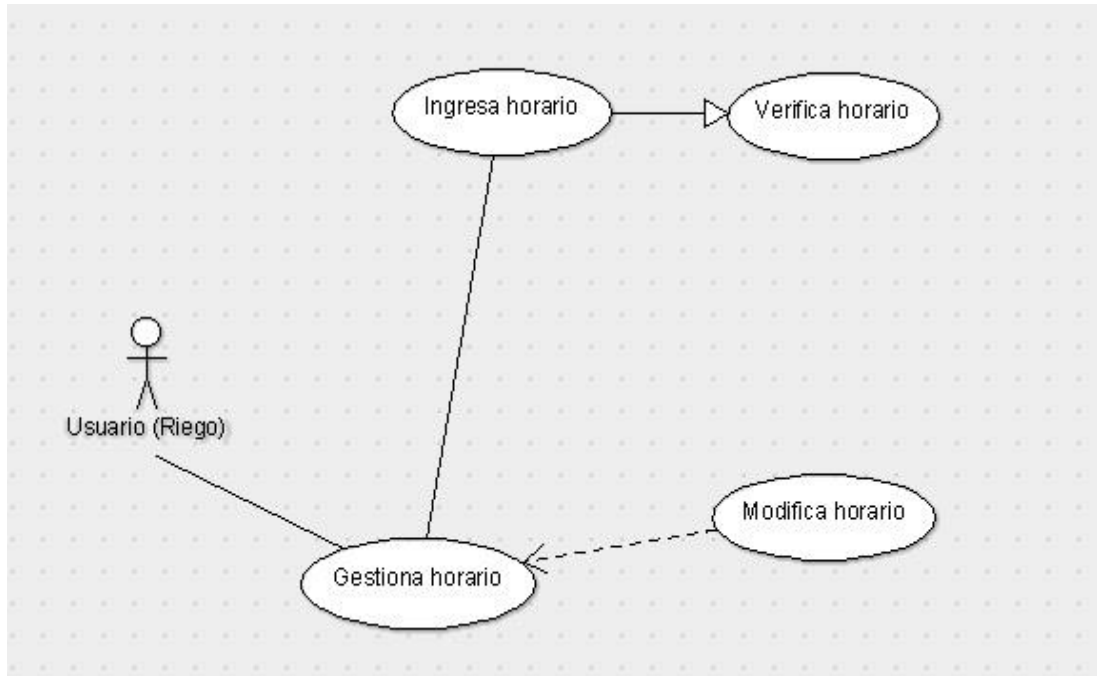 Ingresa horario
Verifica horario
Usuario (Riego)
Modifica horario
Gestiona horario